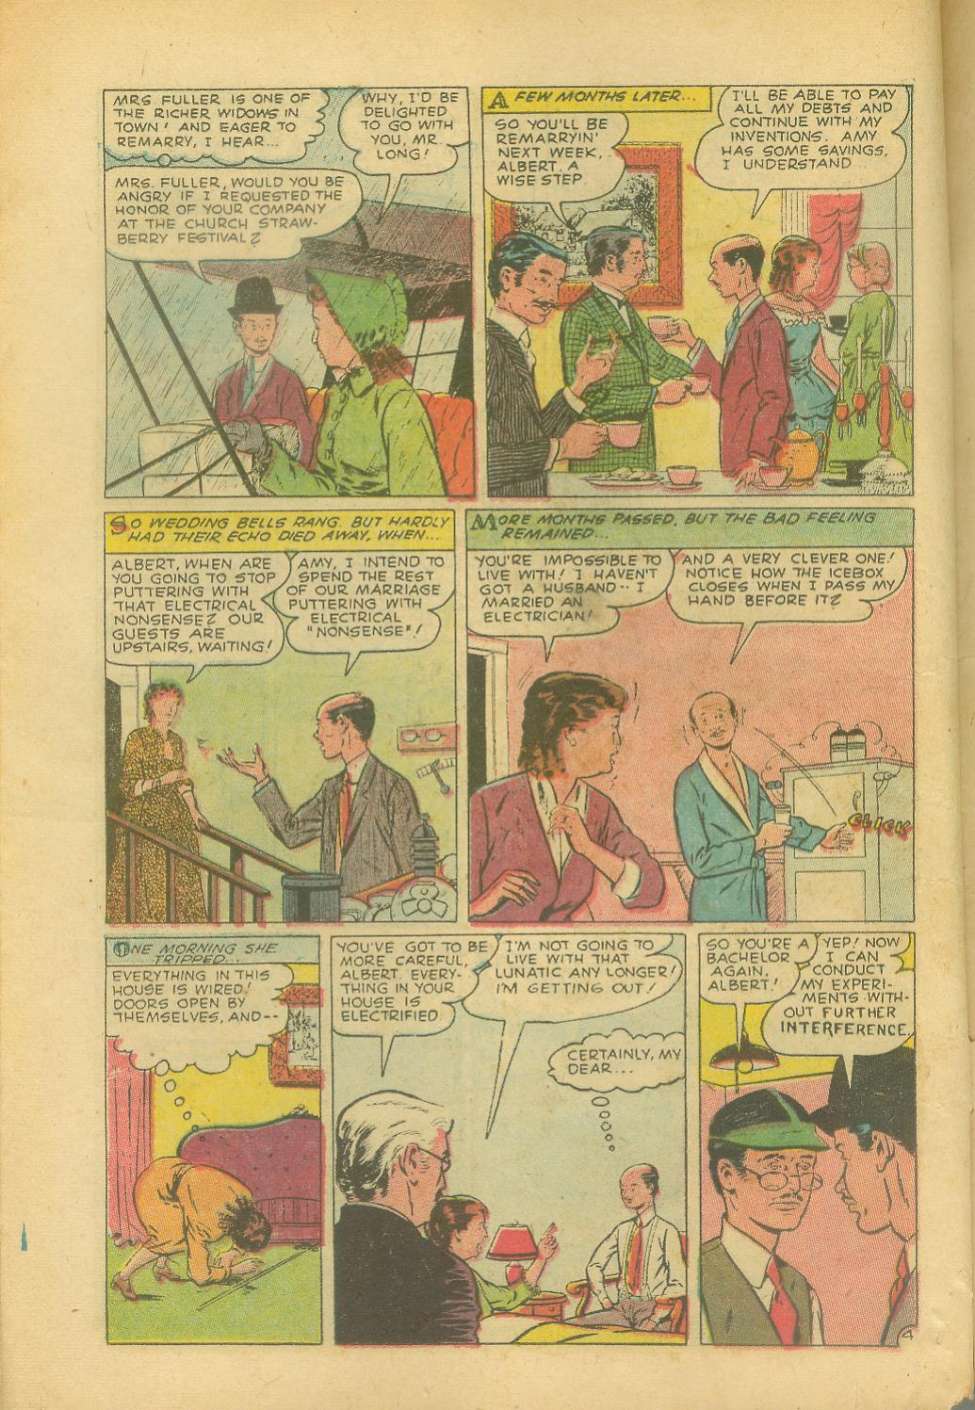 MRS. FULLER IS ONE OF
THE RICHER WIDOWS IN
TOWN! AND EAGER TO
REMARRY, I HEAR...
MRS. FULLER, WOULD YOU BE
ANGRY IF I REQUESTED THE
HONOR OF YOUR COMPANY
AT THE CHURCH STRAW-
BERRY FESTIVAL?
WHY, I'D BE
DELIGHTED
TO GO WITH
YOU, MR.
LONG!
A FEW MONTHS LATER...
SO YOU'LL BE
REMARRYIN'
NEXT WEEK,
ALBERT. A
WISE STEP
I'LL BE ABLE TO PAY
ALL MY DEBTS AND
CONTINUE WITH MY
INVENTIONS. AMY
HAS SOME SAVINGS,
I UNDERSTAND...
SO WEDDING BELLS RANG. BUT HARDLY
HAD THEIR ECHO DIED AWAY, WHEN...
ALBERT, WHEN ARE
YOU GOING TO STOP
PUTTERING WITH
THAT ELECTRICAL
NONSENSE? OUR
GUESTS ARE
UPSTAIRS, WAITING!
AMY, I INTEND TO
SPEND THE REST
OF OUR MARRIAGE
PUTTERING WITH
ELECTRICAL
"NONSENSE"!
MORE MONTHS PASSED, BUT THE BAD FEELING
REMAINED...
YOU'RE IMPOSSIBLE TO
LIVE WITH! I HAVEN'T
GOT A HUSBAND -- I
MARRIED AN
ELECTRICIAN!
AND A VERY CLEVER ONE!
NOTICE HOW THE ICEBOX
CLOSES WHEN I PASS MY
HAND BEFORE IT?
CLICK
ONE MORNING SHE
TRIPPED...
EVERYTHING IN THIS
HOUSE IS WIRED!
DOORS OPEN BY
THEMSELVES, AND--
YOU'VE GOT TO BE
MORE CAREFUL,
ALBERT. EVERY-
THING IN YOUR
HOUSE IS
ELECTRIFIED.
I'M NOT GOING TO
LIVE WITH THAT
LUNATIC ANY LONGER!
I'M GETTING OUT!
CERTAINLY, MY
DEAR...
SO YOU'RE A
BACHELOR
AGAIN,
ALBERT!
YEP! NOW
I CAN
CONDUCT
MY EXPERI-
MENTS WITH-
OUT FURTHER
INTERFERENCE.
4